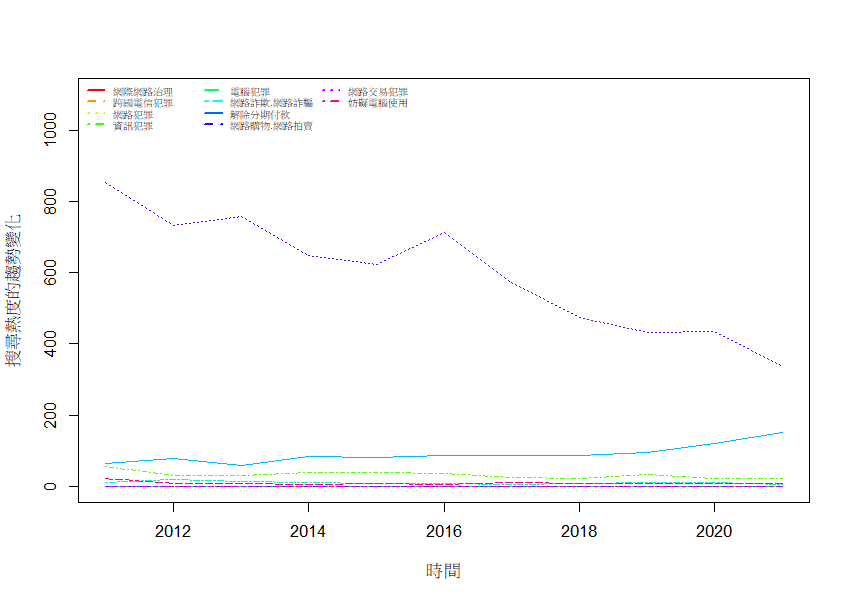 網際網路治理
跨國電信犯罪
網路犯罪
資訊犯罪
電腦犯罪
網路詐欺.網路詐騙
解除分期付款
網路購物.網路拍賣
網路交易犯罪
妨礙電腦使用
搜尋熱度的趨勢變化
1000
800
600
400
200
0
2012 2014 2016 2018 2020
時間